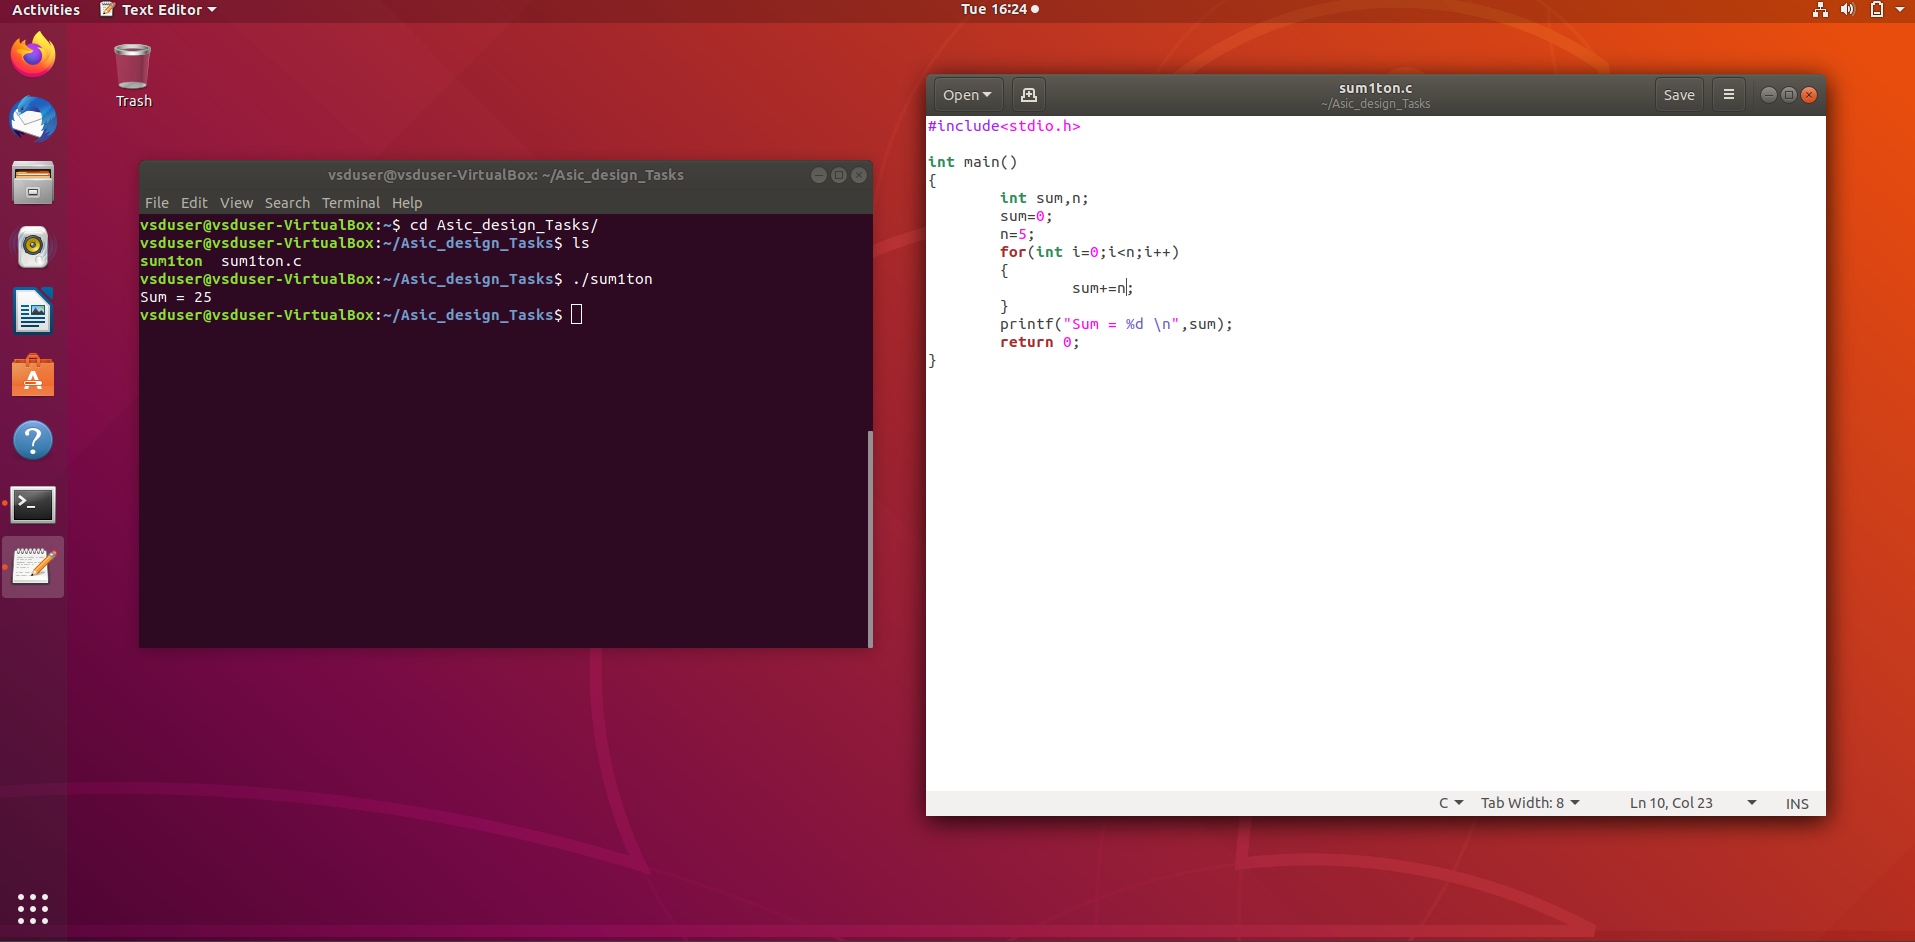 Activities
Text Editor
Tue 16:24
Trash
vsduser@vsduser-VirtualBox: ~/Asic_design_Tasks
File Edit View Search Terminal Help
vsduser@vsduser-VirtualBox:~$ cd Asic_design_Tasks/
vsduser@vsduser-VirtualBox:~/Asic_design_Tasks$ ls
sum1ton  sum1ton.c
vsduser@vsduser-VirtualBox:~/Asic_design_Tasks$ ./sum1ton
Sum = 25
vsduser@vsduser-VirtualBox:~/Asic_design_Tasks$
Open
sum1ton.c
~/Asic_design_Tasks
Save
#include<stdio.h>
int main()
{
        int sum,n;
        sum=0;
        n=5;
        for(int i=0;i<n;i++)
        {
                sum+=n;
        }
        printf("Sum = %d \n",sum);
        return 0;
}
C
Tab Width: 8
Ln 10, Col 23
INS